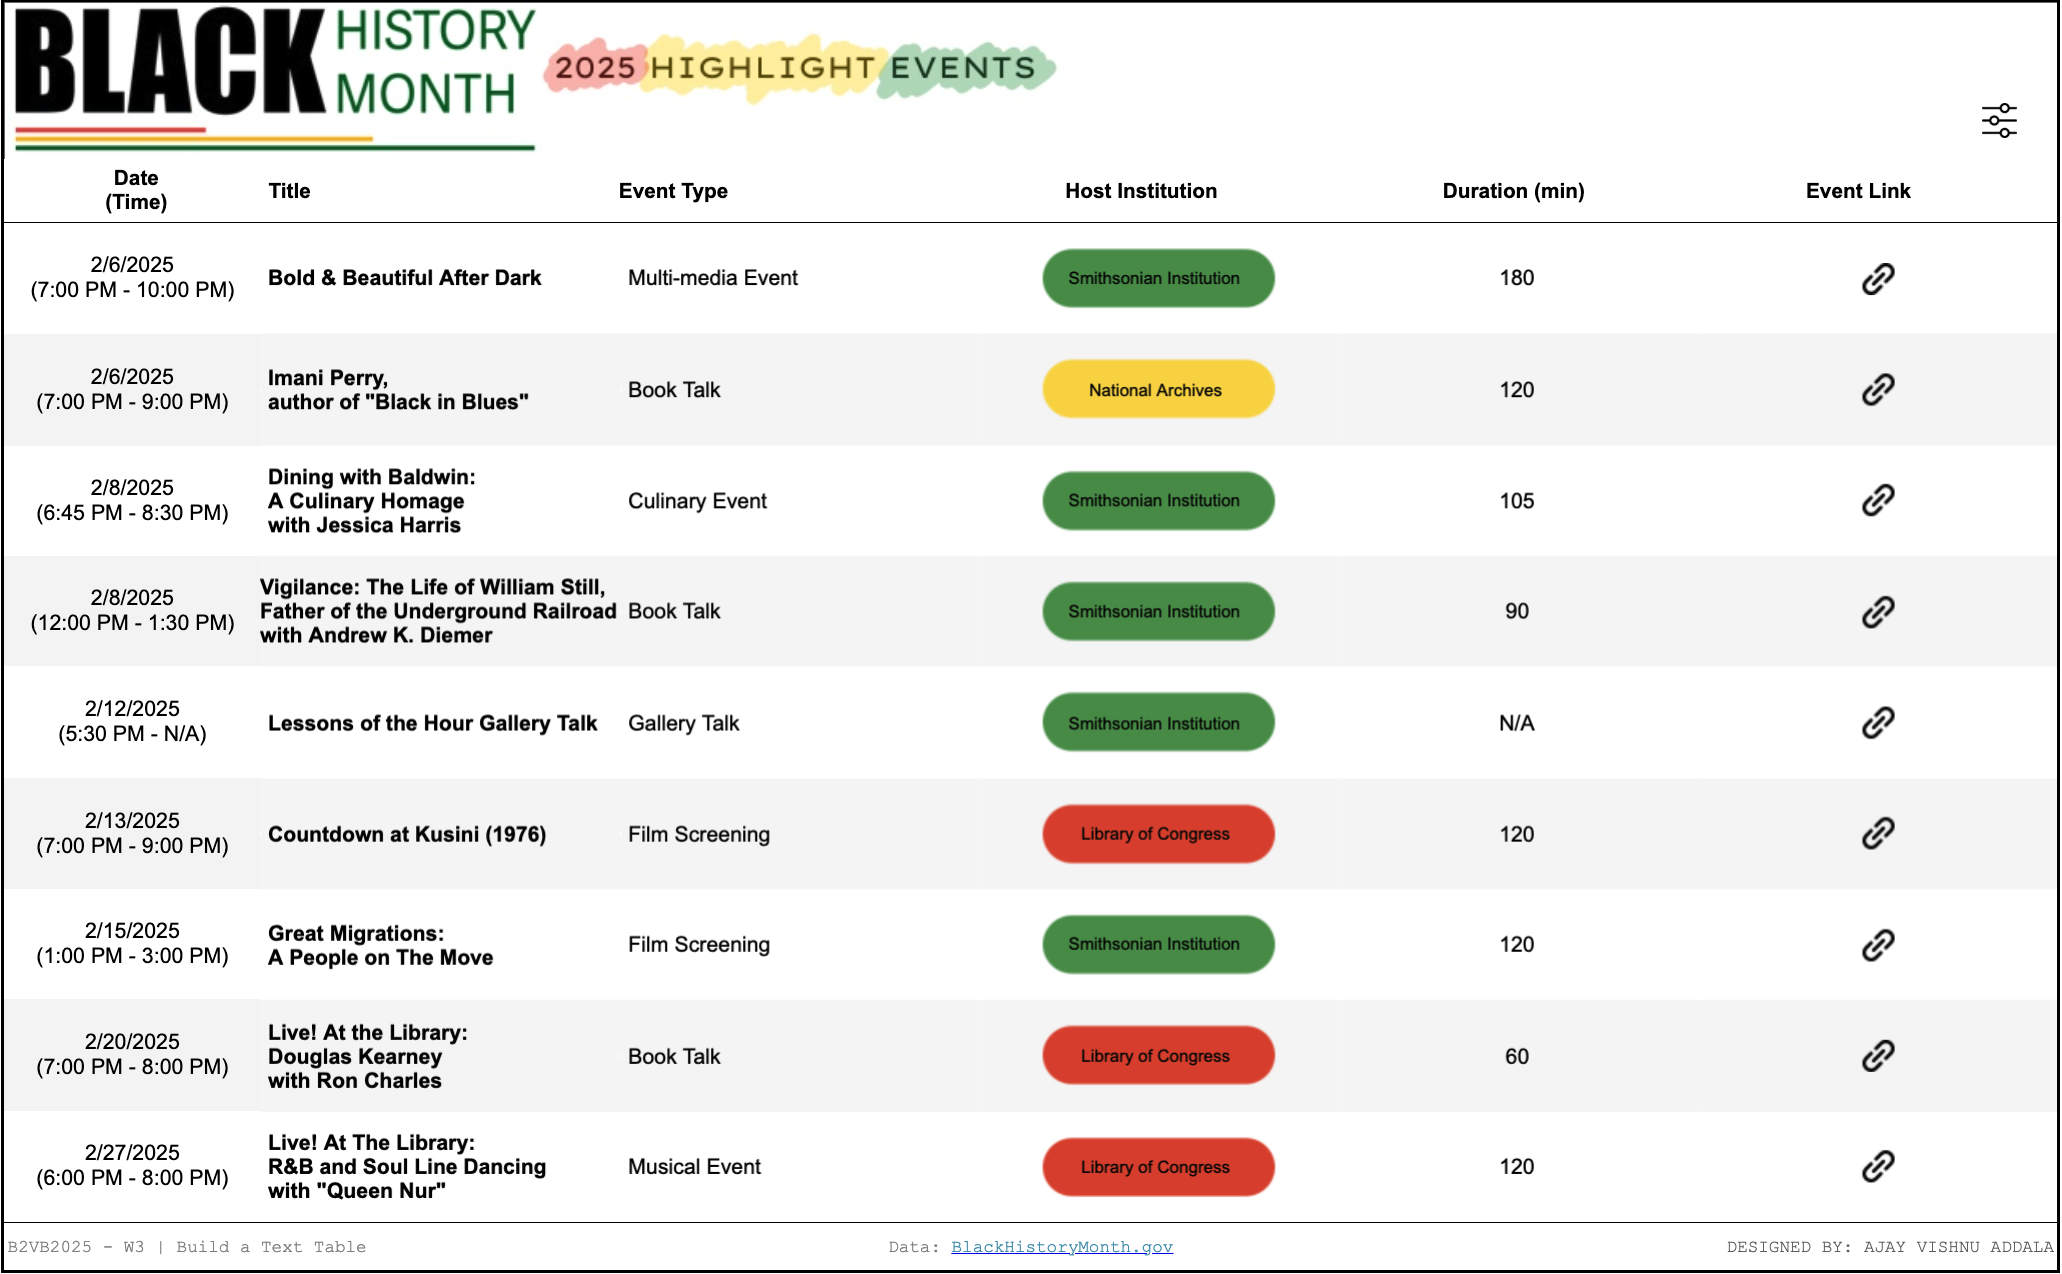 BLACK HISTORY
MONTH
2025 HIGHLIGHT EVENTS
Date
(Time)
Title
Event Type
Host Institution
Duration (min)
Event Link
2/6/2025
(7:00 PM - 10:00 PM)
Bold & Beautiful After Dark
Multi-media Event
Smithsonian Institution
180
2/6/2025
(7:00 PM - 9:00 PM)
Imani Perry,
author of "Black in Blues"
Book Talk
National Archives
120
2/8/2025
(6:45 PM - 8:30 PM)
Dining with Baldwin:
A Culinary Homage
with Jessica Harris
Culinary Event
Smithsonian Institution
105
2/8/2025
(12:00 PM - 1:30 PM)
Vigilance: The Life of William Still,
Father of the Underground Railroad
with Andrew K. Diemer
Book Talk
Smithsonian Institution
90
2/12/2025
(5:30 PM - N/A)
Lessons of the Hour Gallery Talk
Gallery Talk
Smithsonian Institution
N/A
2/13/2025
(7:00 PM - 9:00 PM)
Countdown at Kusini (1976)
Film Screening
Library of Congress
120
2/15/2025
(1:00 PM - 3:00 PM)
Great Migrations:
A People on The Move
Film Screening
Smithsonian Institution
120
2/20/2025
(7:00 PM - 8:00 PM)
Live! At the Library:
Douglas Kearney
with Ron Charles
Book Talk
Library of Congress
60
2/27/2025
(6:00 PM - 8:00 PM)
Live! At The Library:
R&B and Soul Line Dancing
with "Queen Nur"
Musical Event
Library of Congress
120
B2VB2025 - W3 | Build a Text Table
Data: BlackHistoryMonth.gov
DESIGNED BY: AJAY VISHNU ADDALA